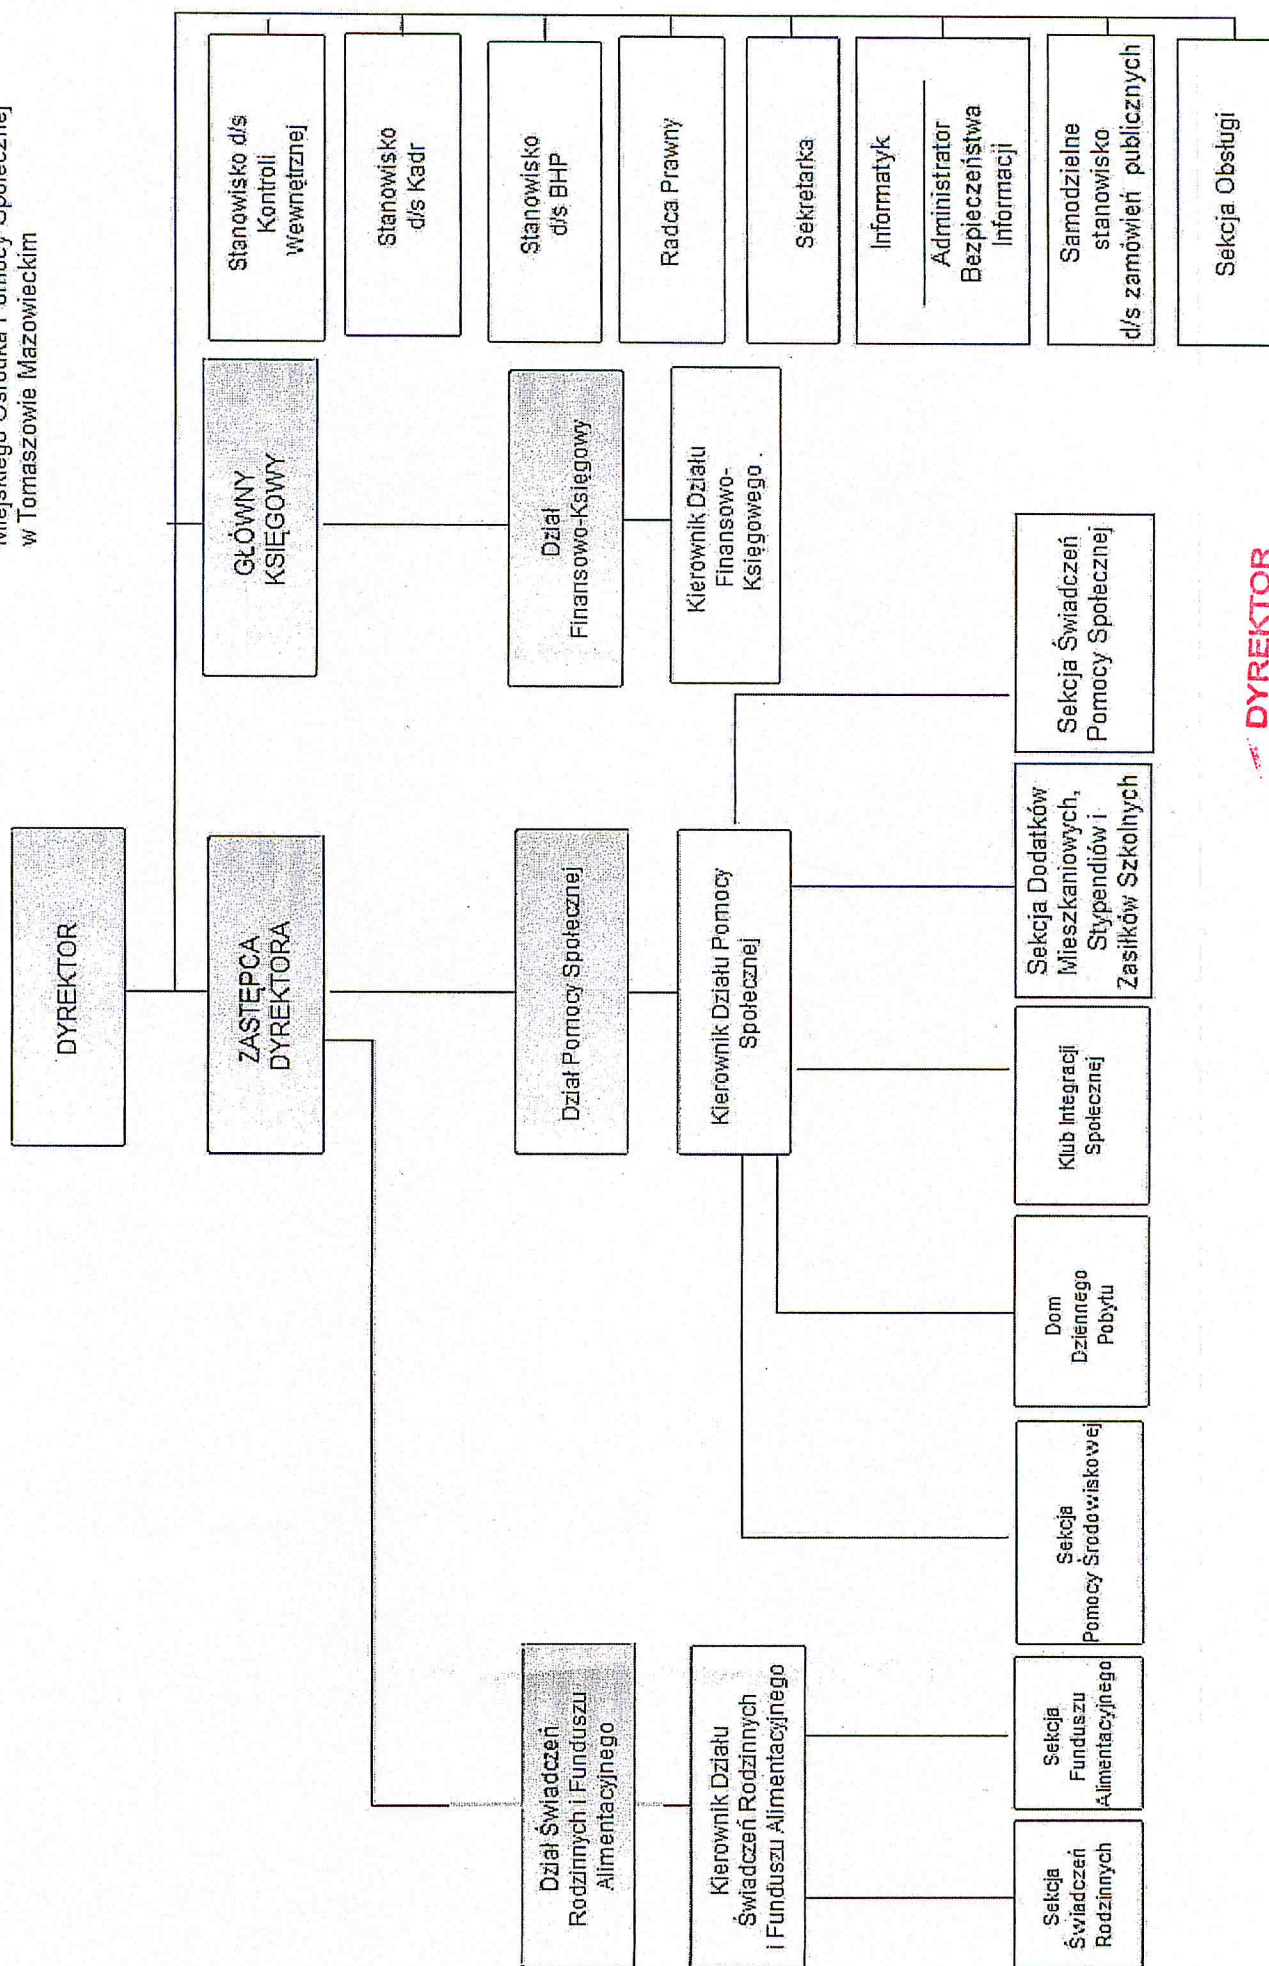 Miejskiego Ośrodka Pomocy Społecznej
w Tomaszowie Mazowieckim
DYREKTOR
ZASTĘPCA
DYREKTORA
GŁÓWNY
KSIĘGOWY
Stanowisko d/s
Kontroli
Wewnętrznej
Stanowisko
d/s Kadr
Stanowisko
d/s BHP
Radca Prawny
Sekretarka
Informatyk
Administrator
Bezpieczeństwa
Informacji
Samodzielne
stanowisko
d/s zamówień publicznych
Sekcja Obsługi
Dział Świadczeń
Rodzinnych i Funduszu
Alimentacyjnego
Dział Pomocy Społecznej
Dział
Finansowo-Księgowy
Kierownik Działu
Świadczeń Rodzinnych
i Funduszu Alimentacyjnego
Kierownik Działu Pomocy
Społecznej
Kierownik Działu
Finansowo-
Księgowego .
Sekcja
Świadczeń
Rodzinnych
Sekcja
Funduszu
Alimentacyjnego
Sekcja
Pomocy Środowiskowej
Dom
Dziennego
Pobytu
Klub Integracji
Społecznej
Sekcja Dodatków
Mieszkaniowych,
Stypendiów i
Zasiłków Szkolnych
Sekcja Świadczeń
Pomocy Społecznej
DYREKTOR